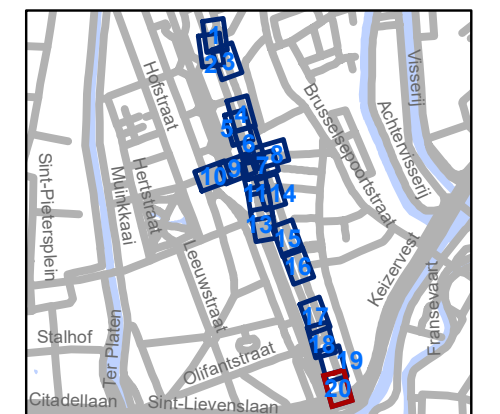 1
2
3
4
5
6
7
8
9
10
11
14
13
15
16
17
18
19
20
Hofstraat
Visserij
Brusselsepoortstraat
Achtervisserij
Sint-Pietersplein
Muinkkaai
Hertstraat
Leeuwstraat
Keizervest
Fransevaart
Stalhof
Ter Platen
Olifantstraat
Citadellaan
Sint-Lievenslaan